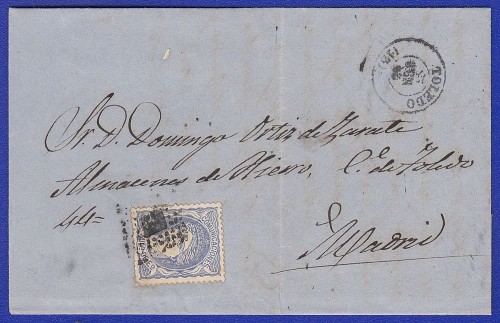 TOLEDO
Sr. D. Domingo Ortiz de Zarate
Almacenes de Hierro, C.e de Toledo
44=
Madrid